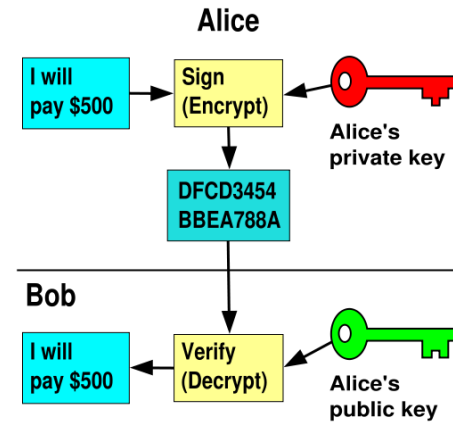 Alice
I will
pay $500
Sign
(Encrypt)
Alice's
private key
DFCD3454
BBEA788A
Bob
I will
pay $500
Verify
(Decrypt)
Alice's
public key